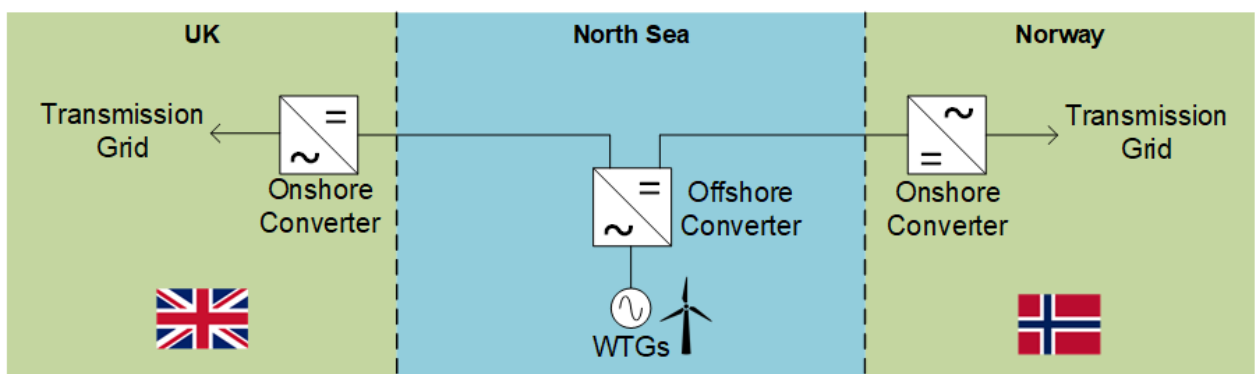 UK
North Sea
Norway
Transmission
Grid
Onshore
Converter
Offshore
Converter
WTGs
Onshore
Converter
Transmission
Grid